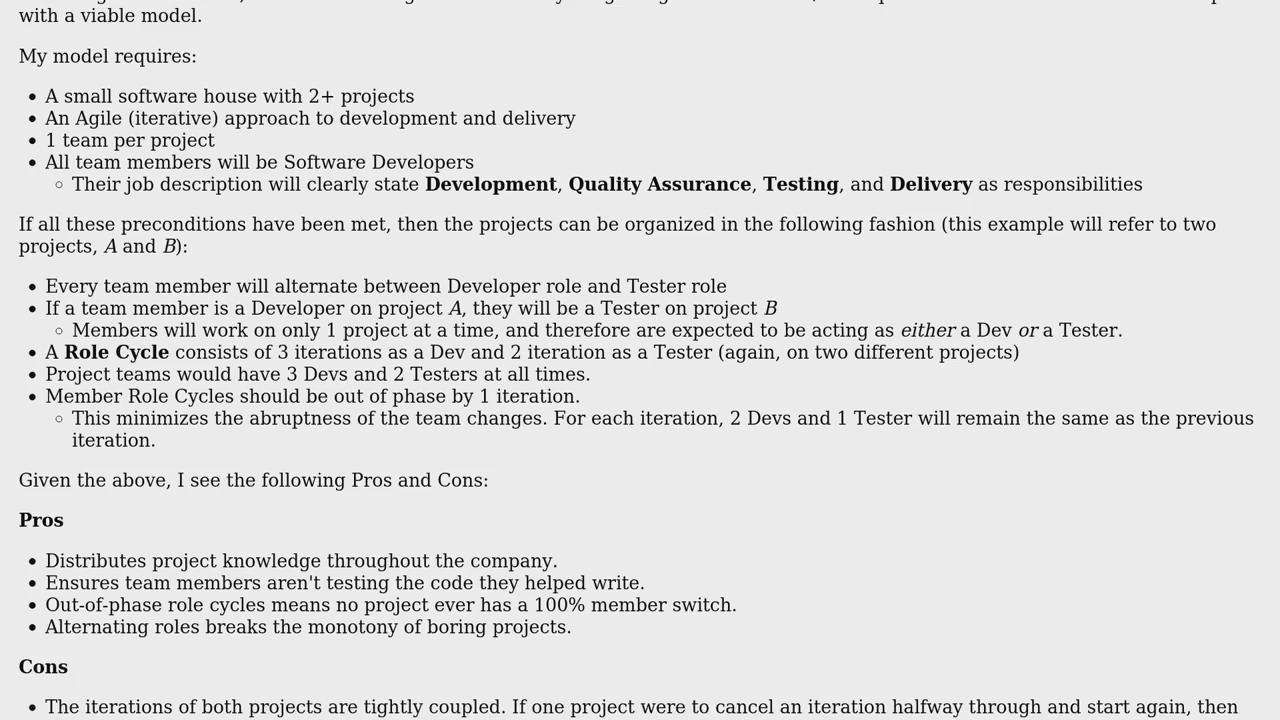 with a viable model.
My model requires:
• A small software house with 2+ projects
• An Agile (iterative) approach to development and delivery
• 1 team per project
• All team members will be Software Developers
◦ Their job description will clearly state Development, Quality Assurance, Testing, and Delivery as responsibilities
If all these preconditions have been met, then the projects can be organized in the following fashion (this example will refer to two
projects, A and B):
• Every team member will alternate between Developer role and Tester role
• If a team member is a Developer on project A, they will be a Tester on project B
◦ Members will work on only 1 project at a time, and therefore are expected to be acting as either a Dev or a Tester.
• A Role Cycle consists of 3 iterations as a Dev and 2 iteration as a Tester (again, on two different projects)
• Project teams would have 3 Devs and 2 Testers at all times.
• Member Role Cycles should be out of phase by 1 iteration.
◦ This minimizes the abruptness of the team changes. For each iteration, 2 Devs and 1 Tester will remain the same as the previous
iteration.
Given the above, I see the following Pros and Cons:
Pros
• Distributes project knowledge throughout the company.
• Ensures team members aren't testing the code they helped write.
• Out-of-phase role cycles means no project ever has a 100% member switch.
• Alternating roles breaks the monotony of boring projects.
Cons
• The iterations of both projects are tightly coupled. If one project were to cancel an iteration halfway through and start again, then